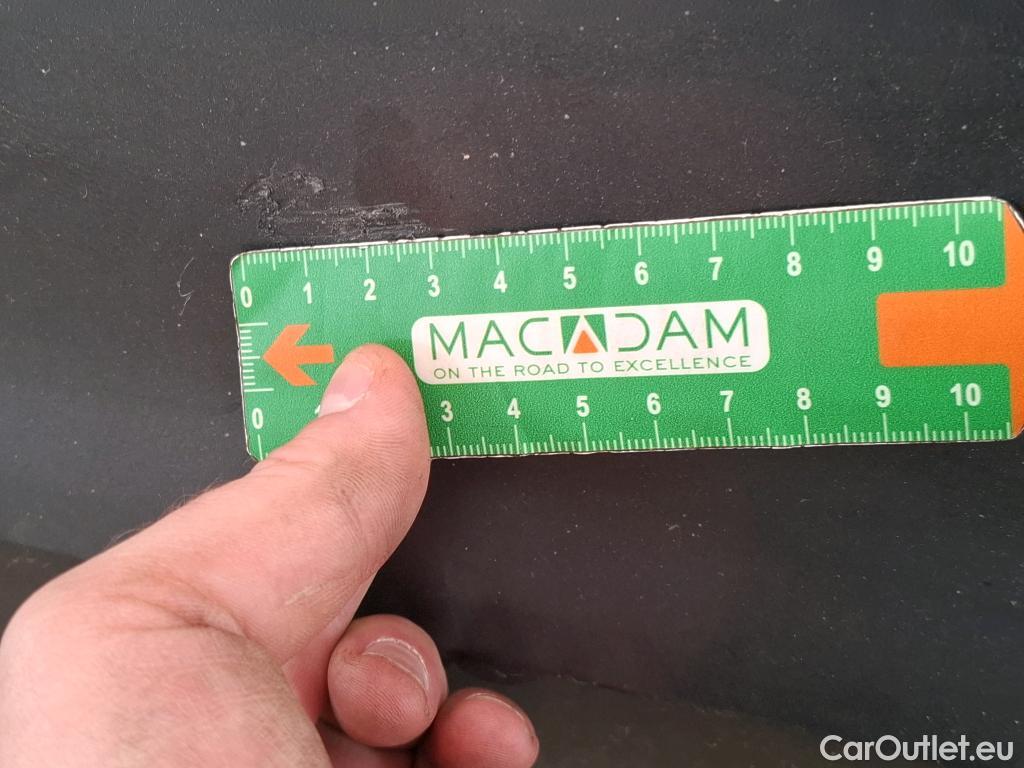 0 1 2 3 4 5 6 7 8 9 10
MACADAM
ON THE ROAD TO EXCELLENCE
0 3 4 5 6 7 8 9 10
CarOutlet.eu